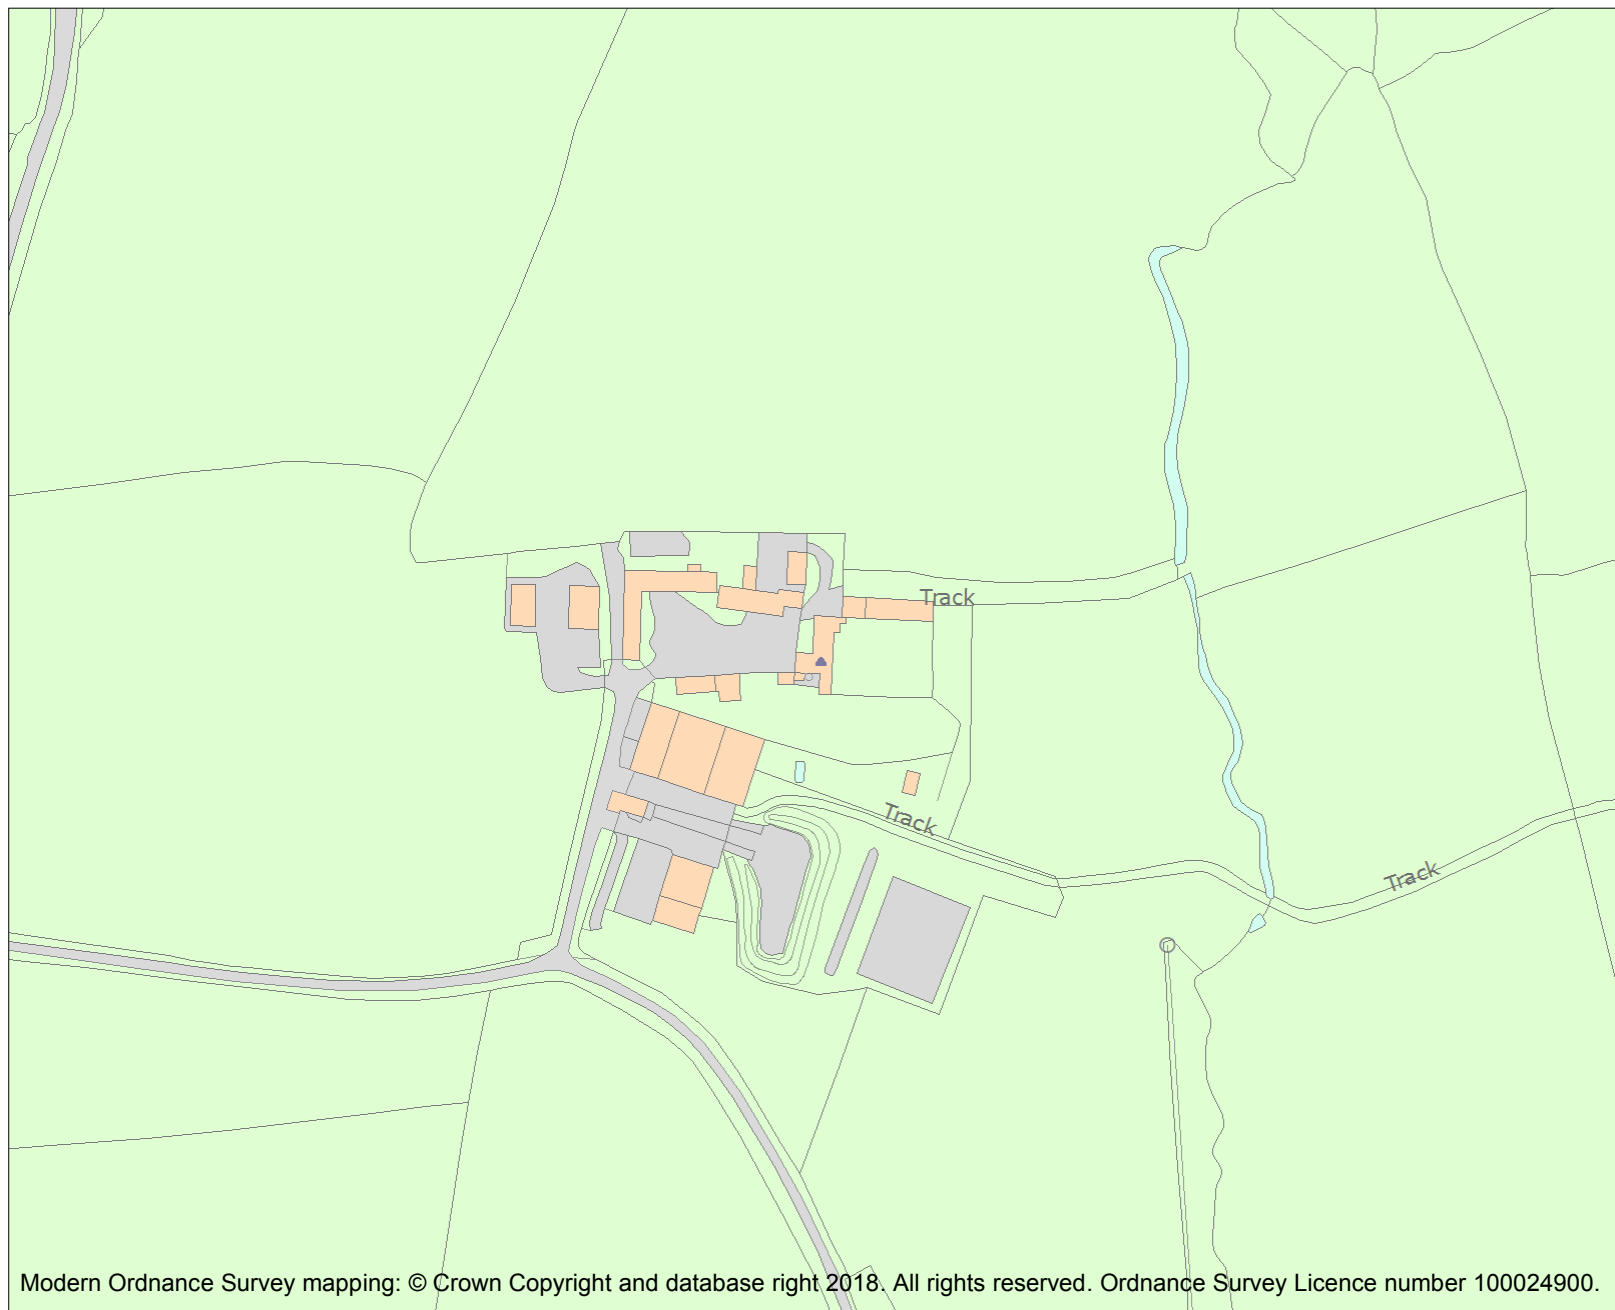 Track
Track
Track
Modern Ordnance Survey mapping: © Crown Copyright and database right 2018. All rights reserved. Ordnance Survey Licence number 100024900.